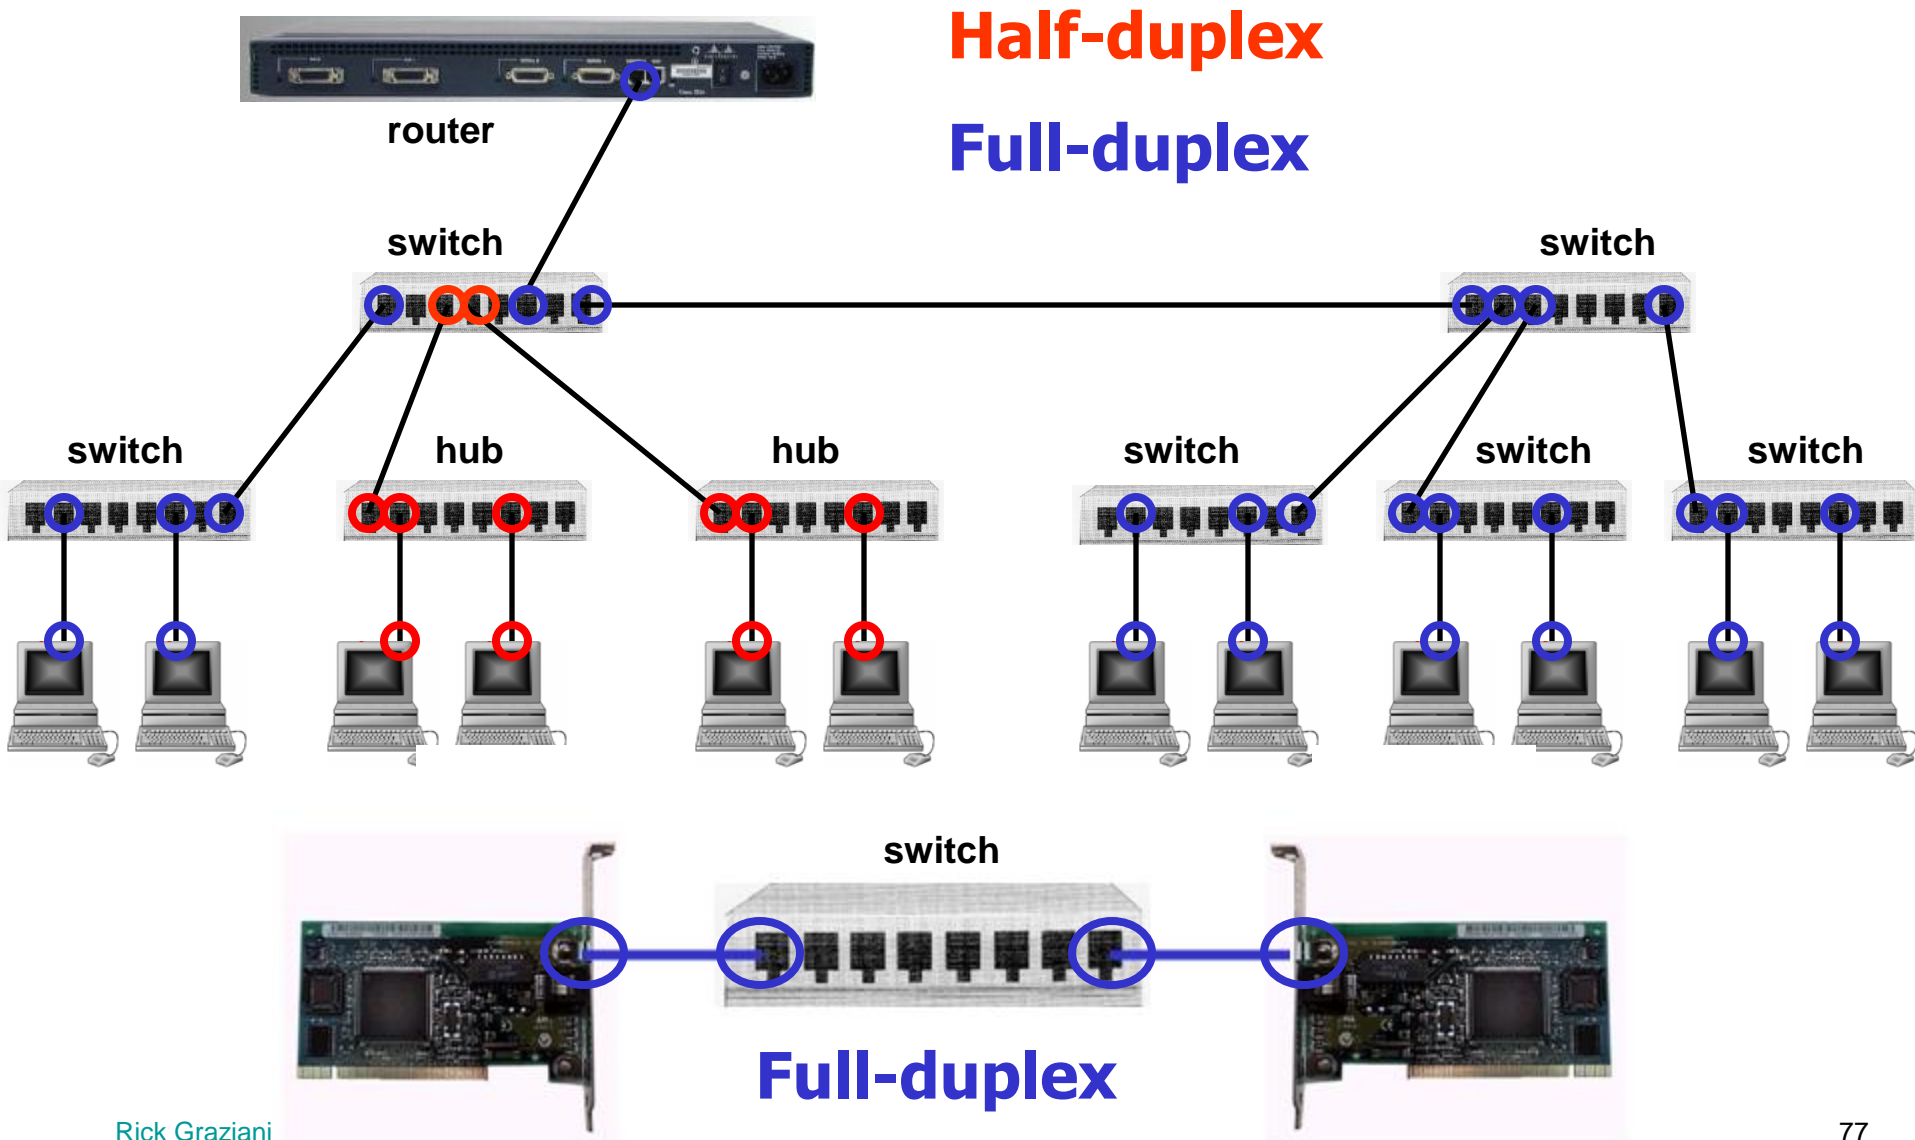 Half-duplex
router
Full-duplex
switch
switch
switch
hub
hub
switch
switch
switch
switch
Full-duplex
Rick Graziani
77